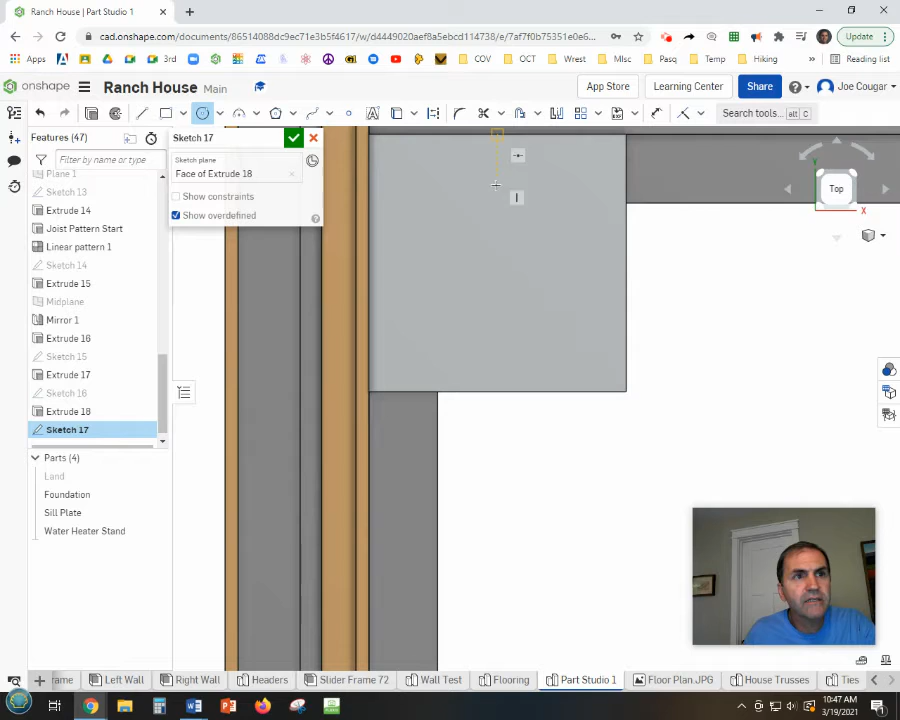 Ranch House | Part Studio 1
cad.onshape.com/documents/86514088dc9ec71e3b5f4617/w/d4449020af23bedcd1114738/e/7af7f0b75351e0e6...
Update
Apps
3rd
COV
OCT
Wrest
MIll
Pasq
Temp
Hiking
Reading list
onshape
Ranch House Main
App Store
Learning Center
Share
Joe Cougar
Search tools... alt C
Features (47)
Filter by name or type
Plane 1
Sketch 13
Extrude 14
Joist Pattern Start
Linear pattern 1
Sketch 14
Extrude 15
Midplane
Mirror 1
Extrude 16
Sketch 15
Extrude 17
Sketch 16
Extrude 18
Sketch 17
Parts (4)
Land
Foundation
Sill Plate
Water Heater Stand
Sketch 17
Sketch plane
Face of Extrude 18
Show constraints
Show overdefined
Top
Y
X
rame
Left Wall
Right Wall
Headers
Slider Frame 72
Wall Test
Flooring
Part Studio 1
Floor Plan.JPG
House Trusses
Ties
10:47 AM
3/19/2021